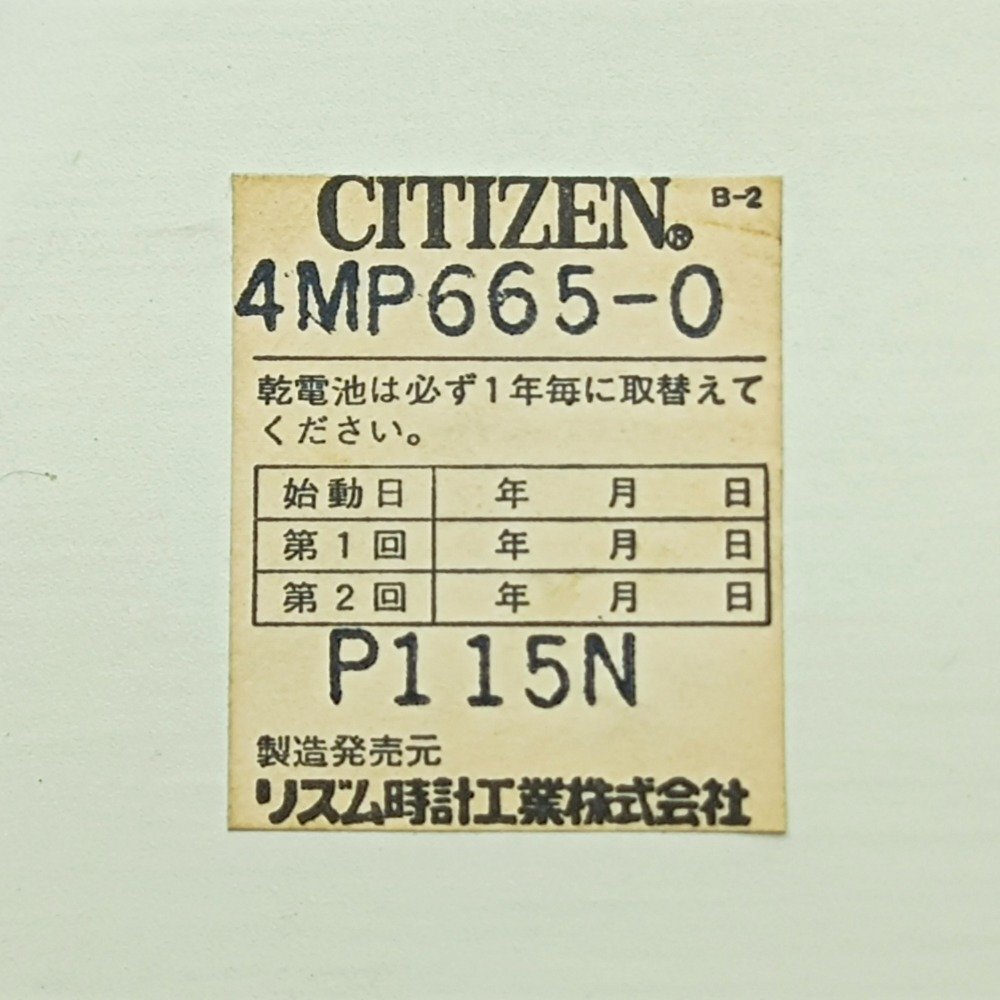 CITIZEN® B-2
4MP665-0
乾電池は必ず1年毎に取替えて
ください。
始動日 年 月 日
第1回 年 月 日
第2回 年 月 日
P115N
製造発売元
リズム時計工業株式会社